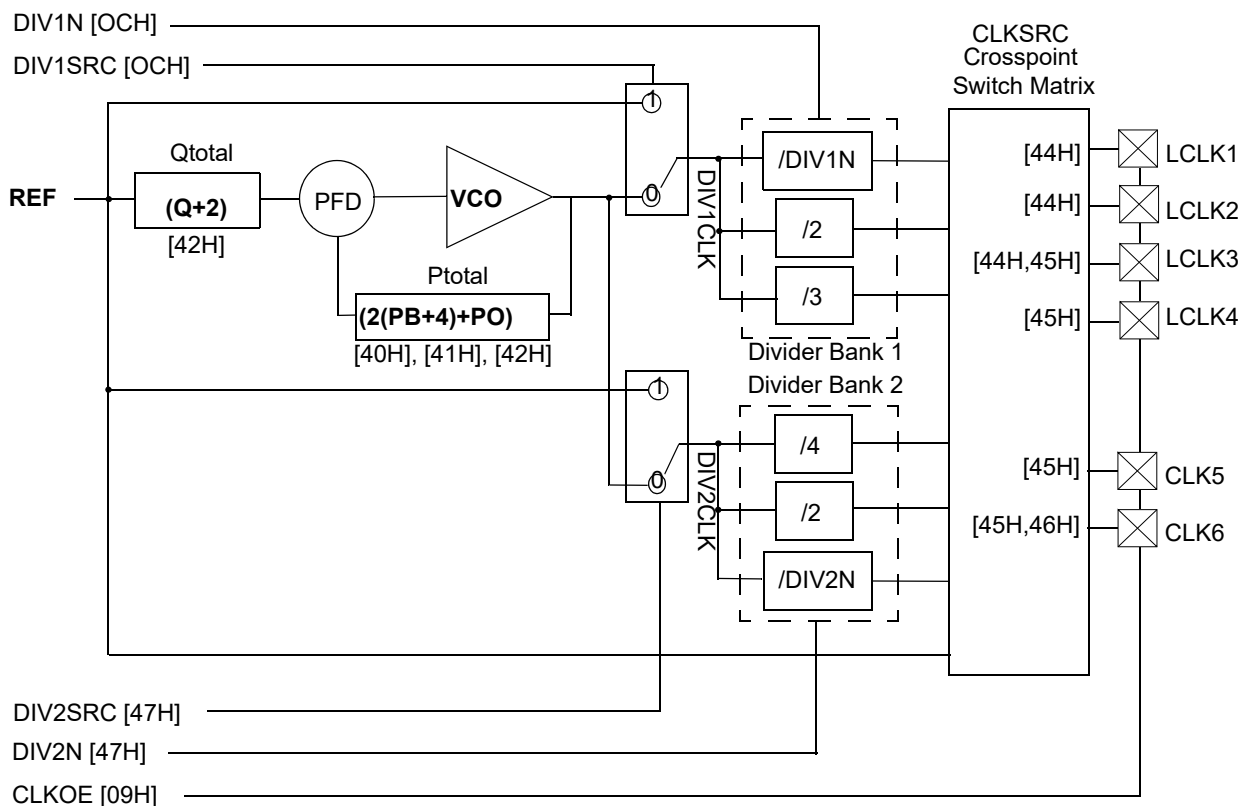 DIV1N [OCH]
DIV1SRC [OCH]
CLKSRC
Crosspoint
Switch Matrix
1
Qtotal
REF
(Q+2)
[42H]
PFD
VCO
0
Ptotal
(2(PB+4)+PO)
[40H], [41H], [42H]
DIV1CLK
/DIV1N
/2
/3
Divider Bank 1
Divider Bank 2
[44H]
LCLK1
[44H]
LCLK2
[44H,45H]
LCLK3
[45H]
LCLK4
1
0
DIV2CLK
/4
/2
/DIV2N
[45H]
CLK5
[45H,46H]
CLK6
DIV2SRC [47H]
DIV2N [47H]
CLKOE [09H]